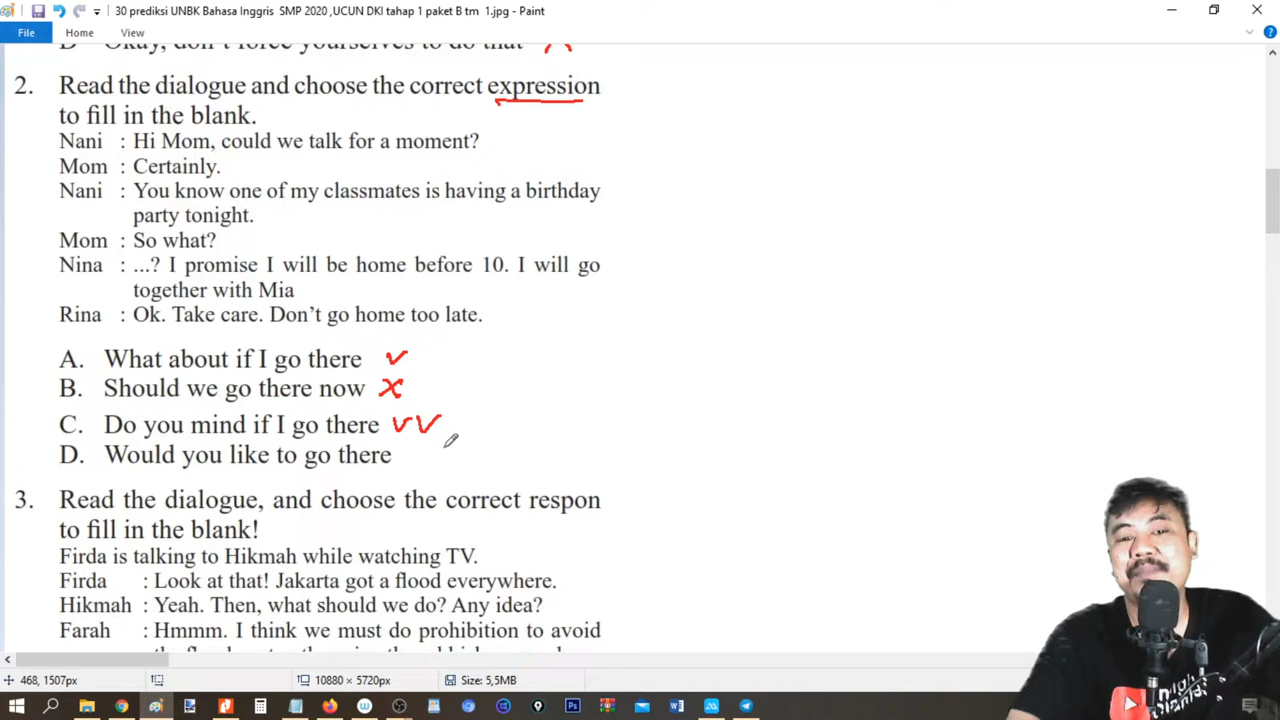 30 prediksi UNBK Bahasa Inggris SMP 2020 ,UCUN DKI tahap 1 paket B tm 1.jpg - Paint
File Home View
D Okay, don't force yourselves to do that
2. Read the dialogue and choose the correct expression
to fill in the blank.
Nani : Hi Mom, could we talk for a moment?
Mom : Certainly.
Nani : You know one of my classmates is having a birthday
party tonight.
Mom : So what?
Nina : ...? I promise I will be home before 10. I will go
together with Mia
Rina : Ok. Take care. Don't go home too late.
A. What about if I go there
B. Should we go there now
C. Do you mind if I go there
D. Would you like to go there
3. Read the dialogue, and choose the correct respon
to fill in the blank!
Firda is talking to Hikmah while watching TV.
Firda : Look at that! Jakarta got a flood everywhere.
Hikmah : Yeah. Then, what should we do? Any idea?
Farah : Hmmm. I think we must do prohibition to avoid
468, 1507px 10880 × 5720px Size: 5,5MB